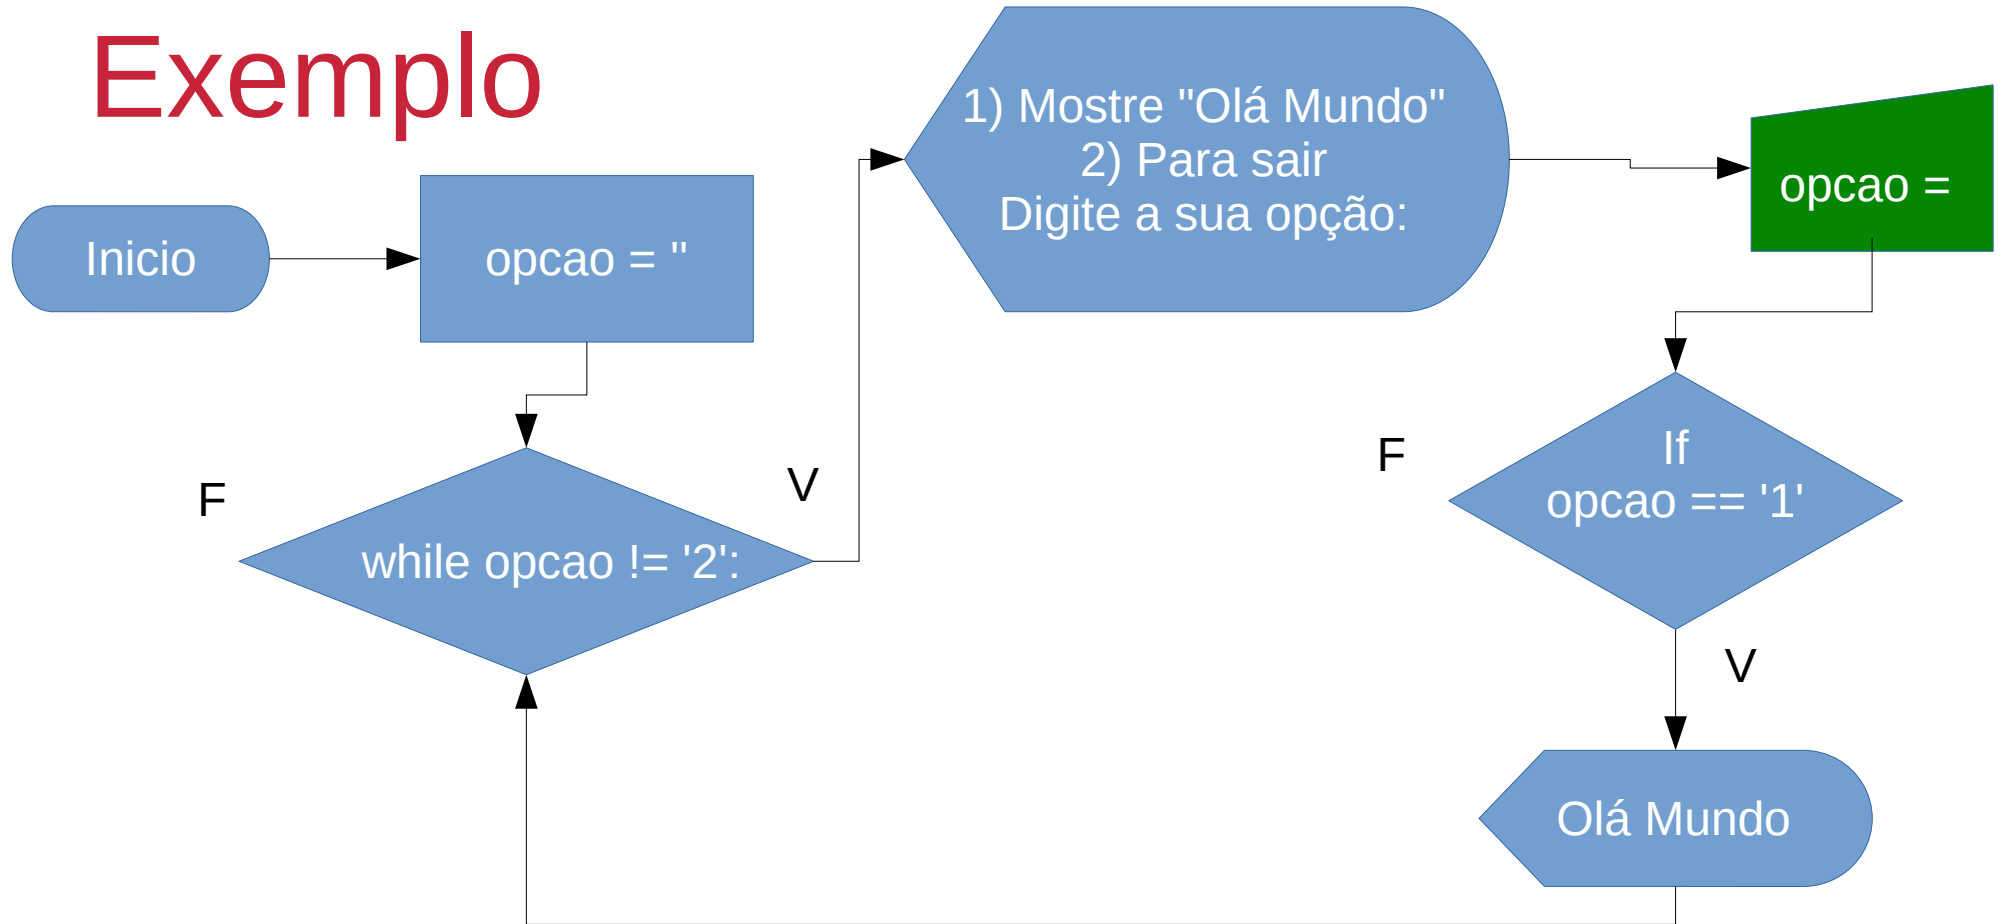 Exemplo
Inicio
opcao = ''
F
while opcao != '2':
V
1) Mostre "Olá Mundo"
2) Para sair
Digite a sua opção:
opcao =
F
If
opcao == '1'
V
Olá Mundo